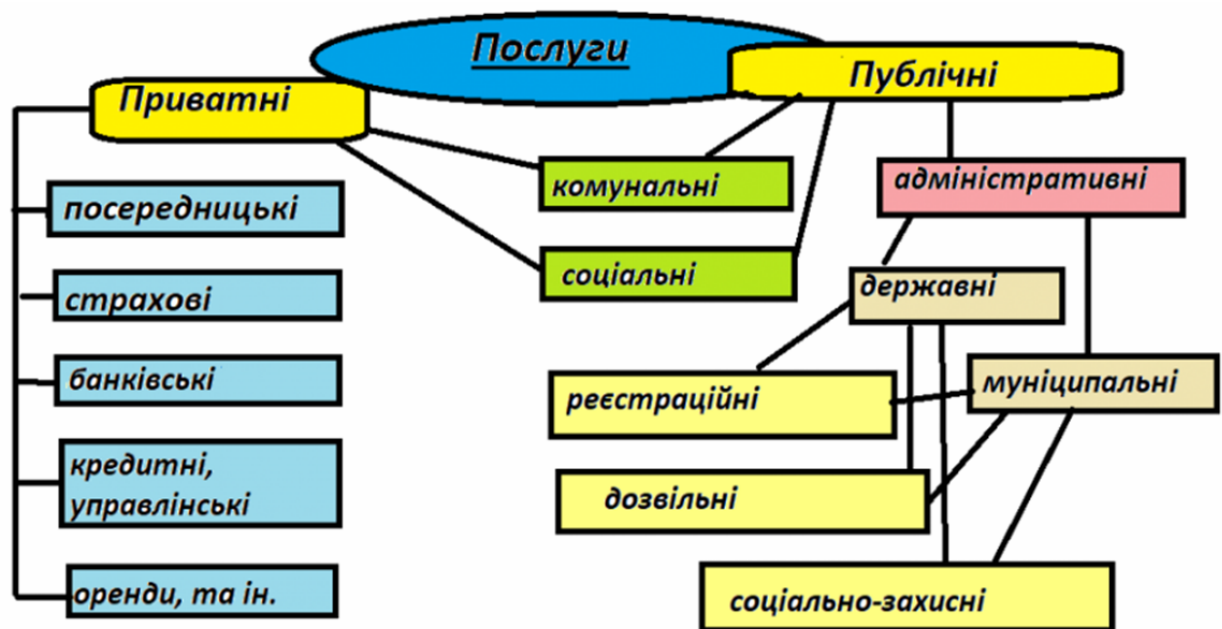 Послуги
Приватні
Публічні
посередницькі
страхові
банківські
кредитні,
управлінські
оренди, та ін.
комунальні
соціальні
адміністративні
державні
муніципальні
реєстраційні
дозвільні
соціально-захисні